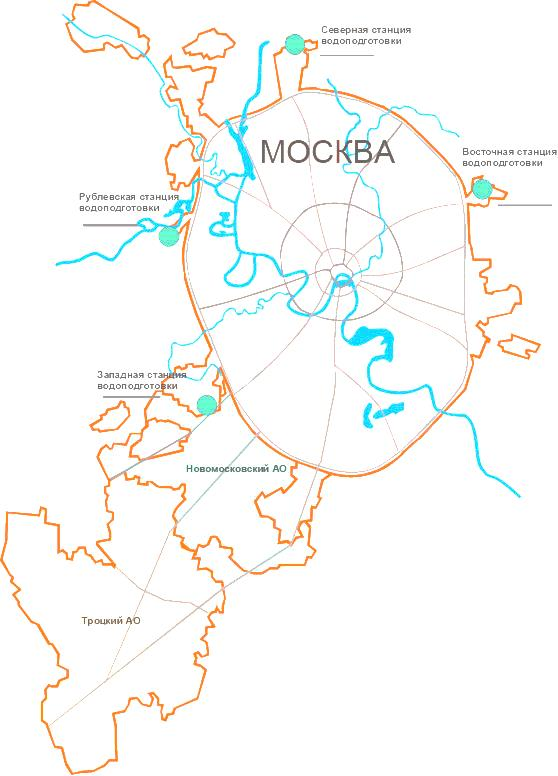 Северная станция
водоподготовки
МОСКВА
Восточная станция
водоподготовки
Рублевская станция
водоподготовки
Западная станция
водоподготовки
Новомосковский АО
Троцкий АО